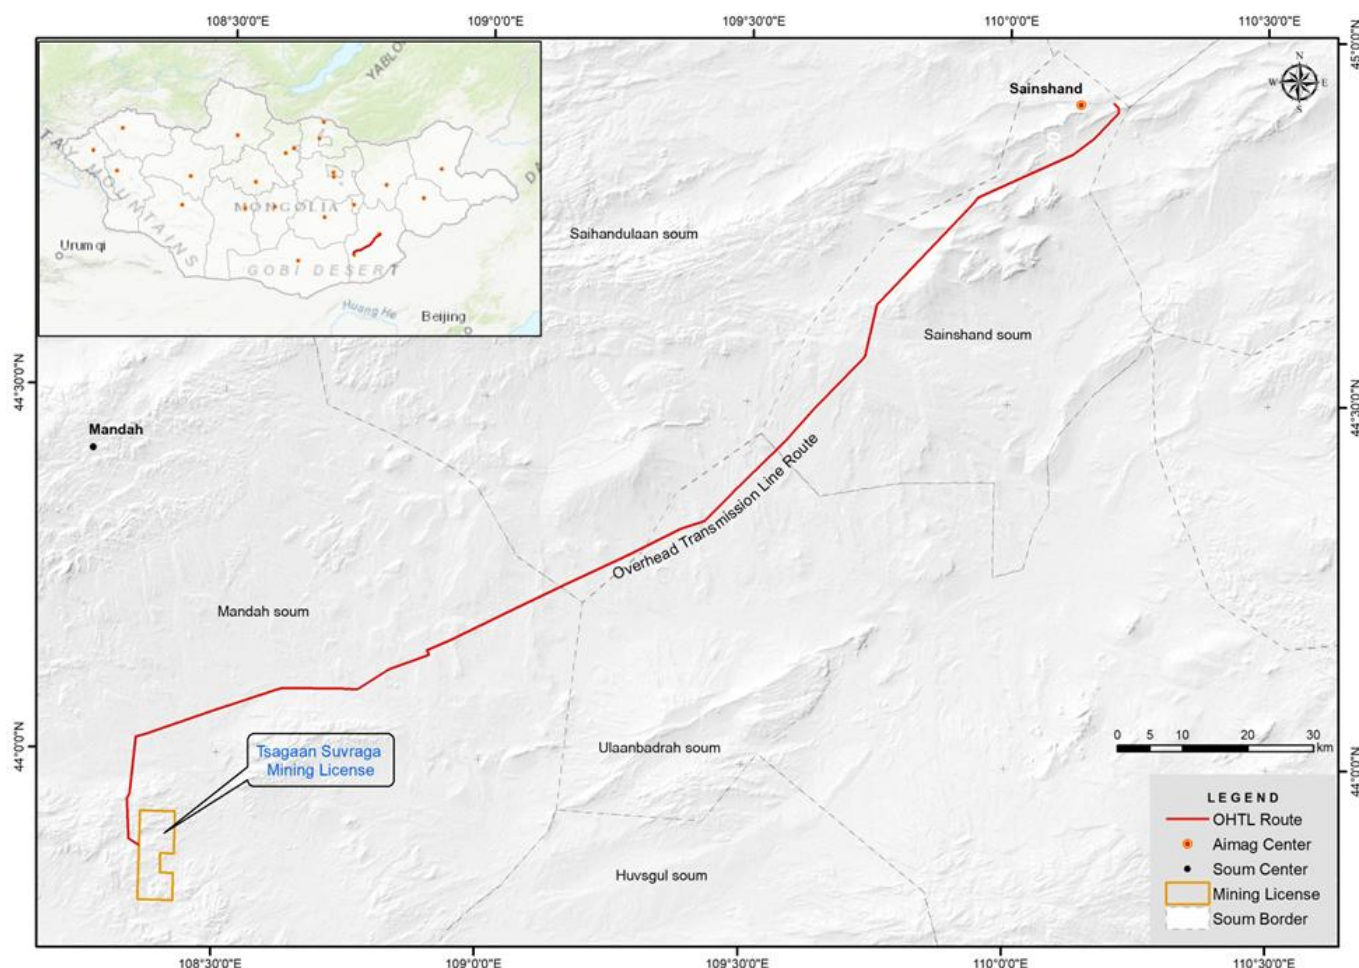 108°30'0"E
109°0'0"E
109°30'0"E
110°0'0"E
110°30'0"E
45°0'0"N
N
W
E
S
YABLO
TAY MOUNTAINS
MONGOLIA
DA
Urumqi
GOBI DESERT
Huang He
Beijing
Sainshand
Saihandulaan soum
Sainshand soum
44°30'0"N
44°30'0"N
Mandah
Overhead Transmission Line Route
Mandah soum
Tsagaan Suvraga
Mining License
Ulaanbadrah soum
Huvsgul soum
44°0'0"N
44°0'0"N
0 5 10 20 30
km
LEGEND
OHTL Route
Aimag Center
Soum Center
Mining License
Soum Border
108°30'0"E
109°0'0"E
109°30'0"E
110°0'0"E
110°30'0"E